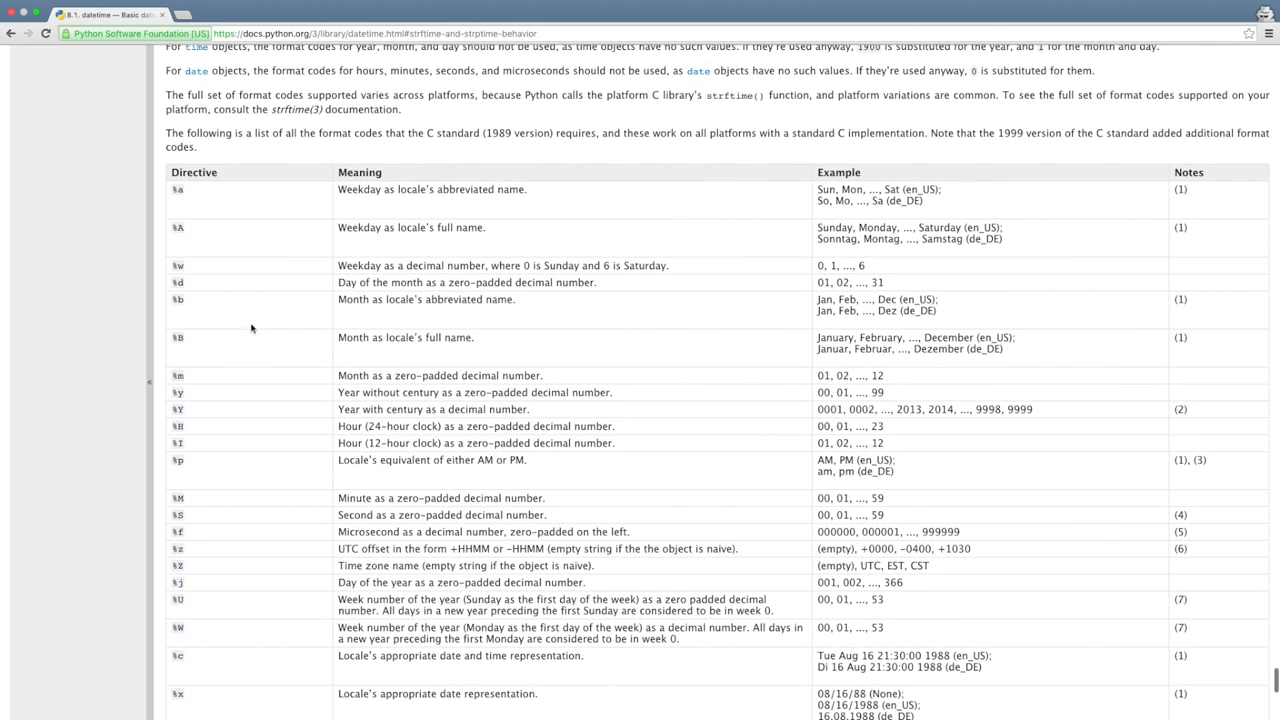 8.1. datetime — Basic dat
Python Software Foundation [US] https://docs.python.org/3/library/datetime.html#strftime-and-strptime-behavior
For time objects, the format codes for year, month, and day should not be used, as time objects have no such values. If they're used anyway, 1900 is substituted for the year, and 1 for the month and day.
For date objects, the format codes for hours, minutes, seconds, and microseconds should not be used, as date objects have no such values. If they're used anyway, 0 is substituted for them.
The full set of format codes supported varies across platforms, because Python calls the platform C library's strftime() function, and platform variations are common. To see the full set of format codes supported on your
platform, consult the strftime(3) documentation.
The following is a list of all the format codes that the C standard (1989 version) requires, and these work on all platforms with a standard C implementation. Note that the 1999 version of the C standard added additional format
codes.
Directive Meaning Example Notes
%a Weekday as locale's abbreviated name. Sun, Mon, ..., Sat (en_US); (1)
So, Mo, ..., Sa (de_DE)
%A Weekday as locale's full name. Sunday, Monday, ..., Saturday (en_US); (1)
Sonntag, Montag, ..., Samstag (de_DE)
%w Weekday as a decimal number, where 0 is Sunday and 6 is Saturday. 0, 1, ..., 6
%d Day of the month as a zero-padded decimal number. 01, 02, ..., 31
%b Month as locale's abbreviated name. Jan, Feb, ..., Dec (en_US); (1)
Jan, Feb, ..., Dez (de_DE)
%B Month as locale's full name. January, February, ..., December (en_US); (1)
Januar, Februar, ..., Dezember (de_DE)
%m Month as a zero-padded decimal number. 01, 02, ..., 12
%y Year without century as a zero-padded decimal number. 00, 01, ..., 99
%Y Year with century as a decimal number. 0001, 0002, ..., 2013, 2014, ..., 9998, 9999 (2)
%H Hour (24-hour clock) as a zero-padded decimal number. 00, 01, ..., 23
%I Hour (12-hour clock) as a zero-padded decimal number. 01, 02, ..., 12
%p Locale's equivalent of either AM or PM. AM, PM (en_US); (1), (3)
am, pm (de_DE)
%M Minute as a zero-padded decimal number. 00, 01, ..., 59
%S Second as a zero-padded decimal number. 00, 01, ..., 59 (4)
%f Microsecond as a decimal number, zero-padded on the left. 000000, 000001, ..., 999999 (5)
%z UTC offset in the form +HHMM or -HHMM (empty string if the the object is naive). (empty), +0000, -0400, +1030 (6)
%Z Time zone name (empty string if the object is naive). (empty), UTC, EST, CST
%j Day of the year as a zero-padded decimal number. 001, 002, ..., 366
%U Week number of the year (Sunday as the first day of the week) as a zero padded decimal 00, 01, ..., 53 (7)
number. All days in a new year preceding the first Sunday are considered to be in week 0.
%W Week number of the year (Monday as the first day of the week) as a decimal number. All days in 00, 01, ..., 53 (7)
a new year preceding the first Monday are considered to be in week 0.
%c Locale's appropriate date and time representation. Tue Aug 16 21:30:00 1988 (en_US); (1)
Di 16 Aug 21:30:00 1988 (de_DE)
%x Locale's appropriate date representation. 08/16/88 (None); (1)
08/16/1988 (en_US);
16.08.1988 (de_DE)